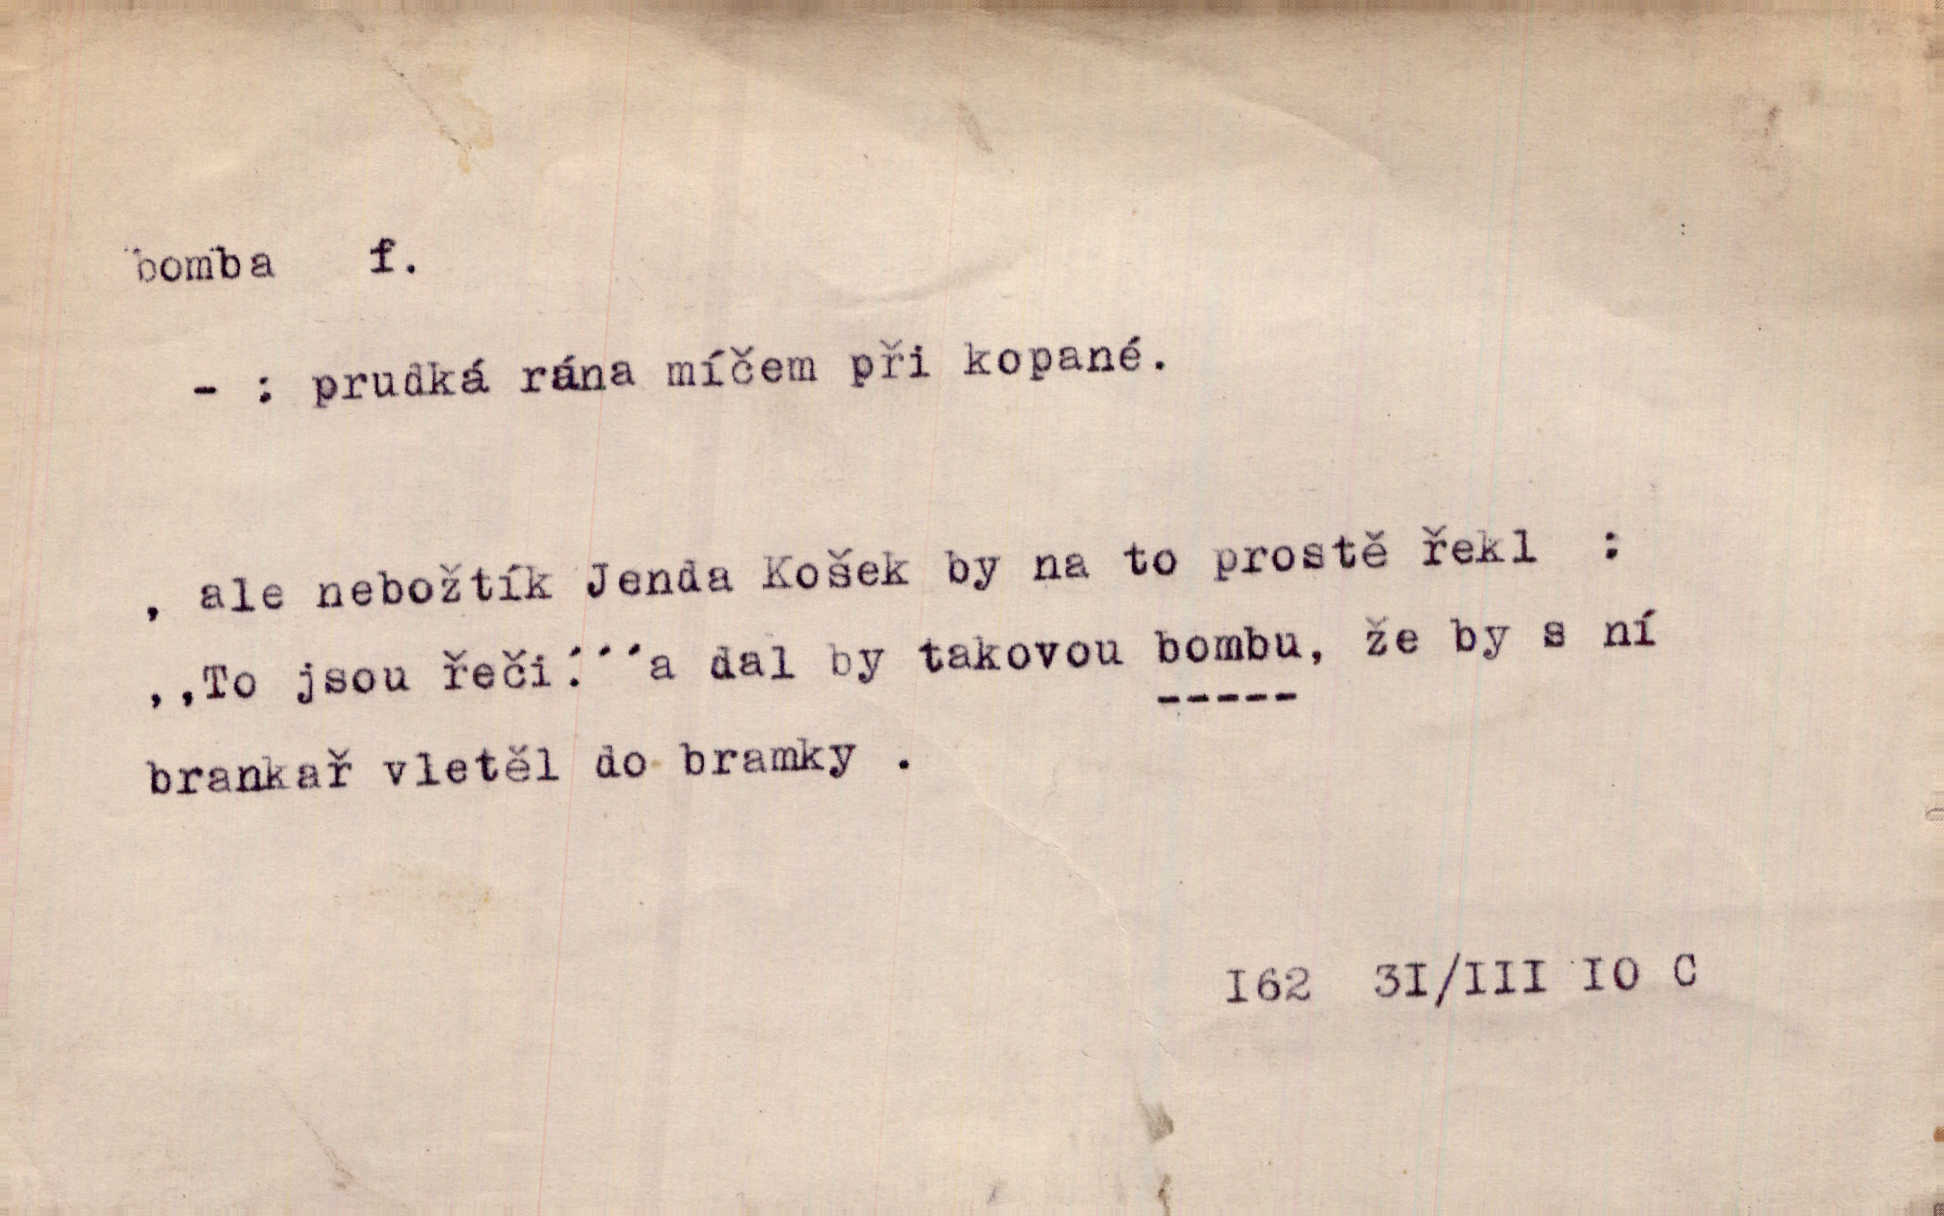 bomba f.
- : prudká rána míčem při kopané.
, ale nebožtík Jenda Košek by na to prostě řekl :
,,To jsou řeči!´´a dal by takovou bombu, že by s ní
-----
brankař vletěl do bramky .
I62 3I/III IO C